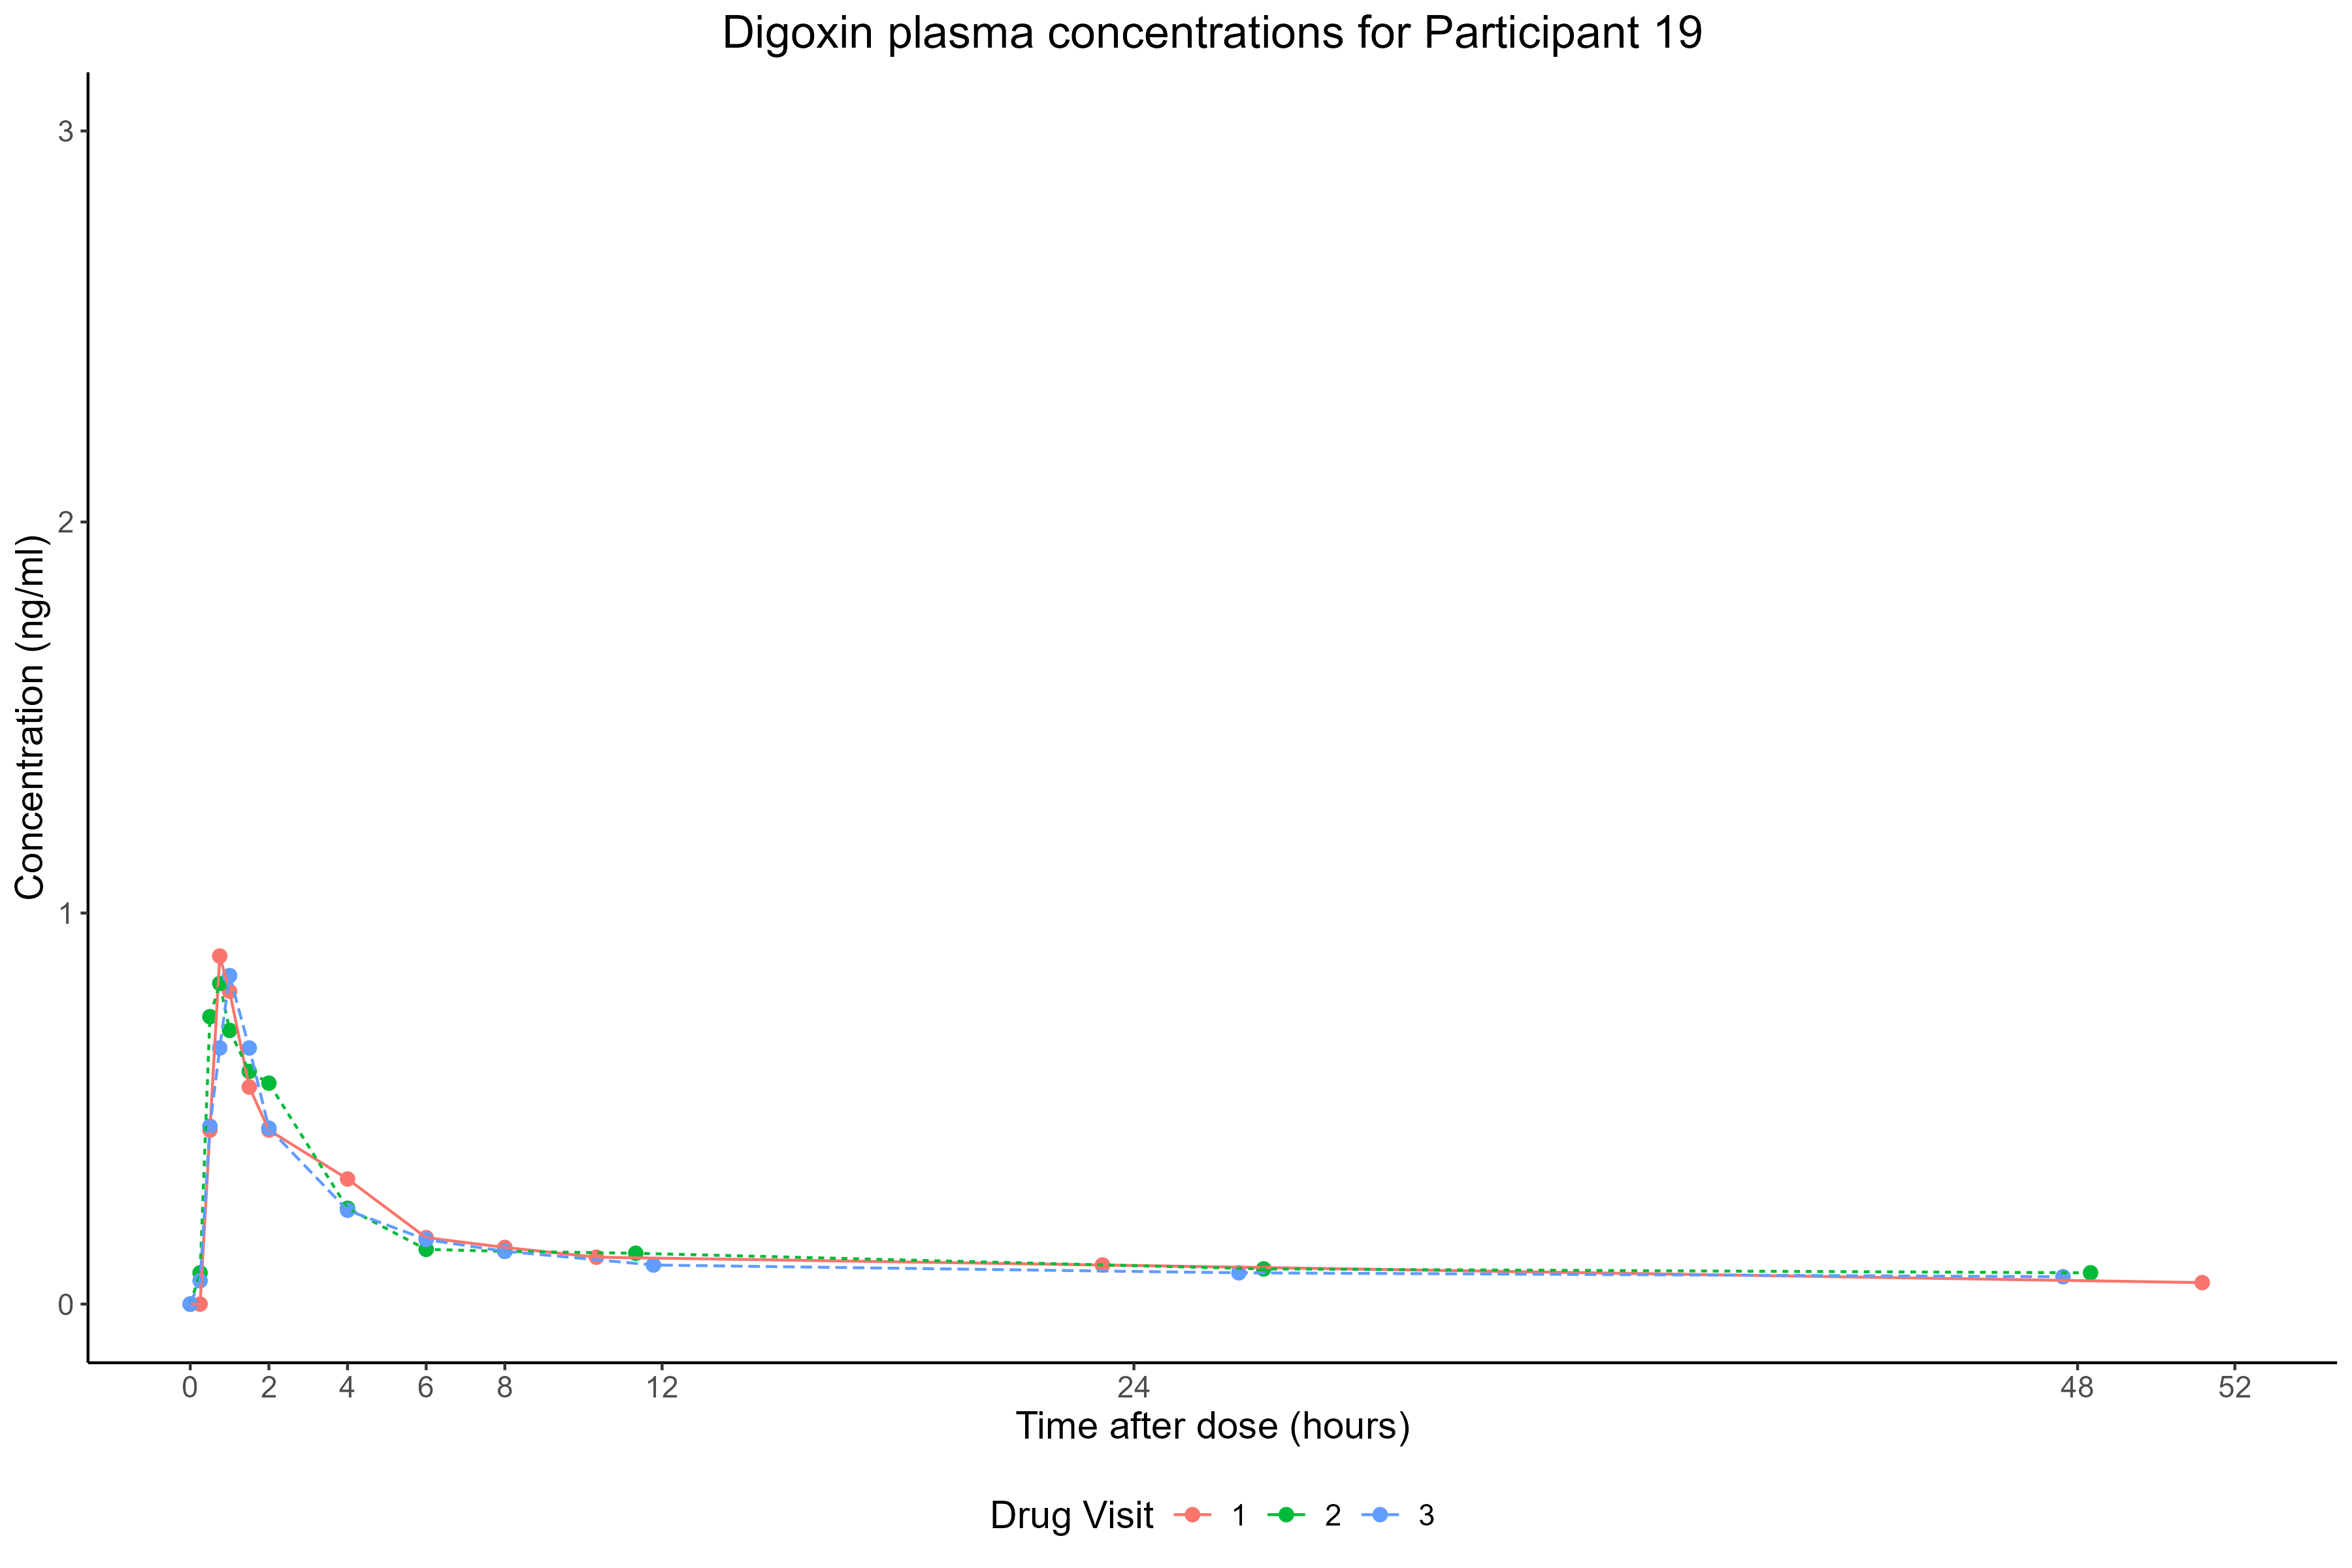 Digoxin plasma concentrations for Participant 19
3
2
1
0
Concentration (ng/ml)
0 2 4 6 8 12 24 48 52
Time after dose (hours)
Drug Visit 1 2 3